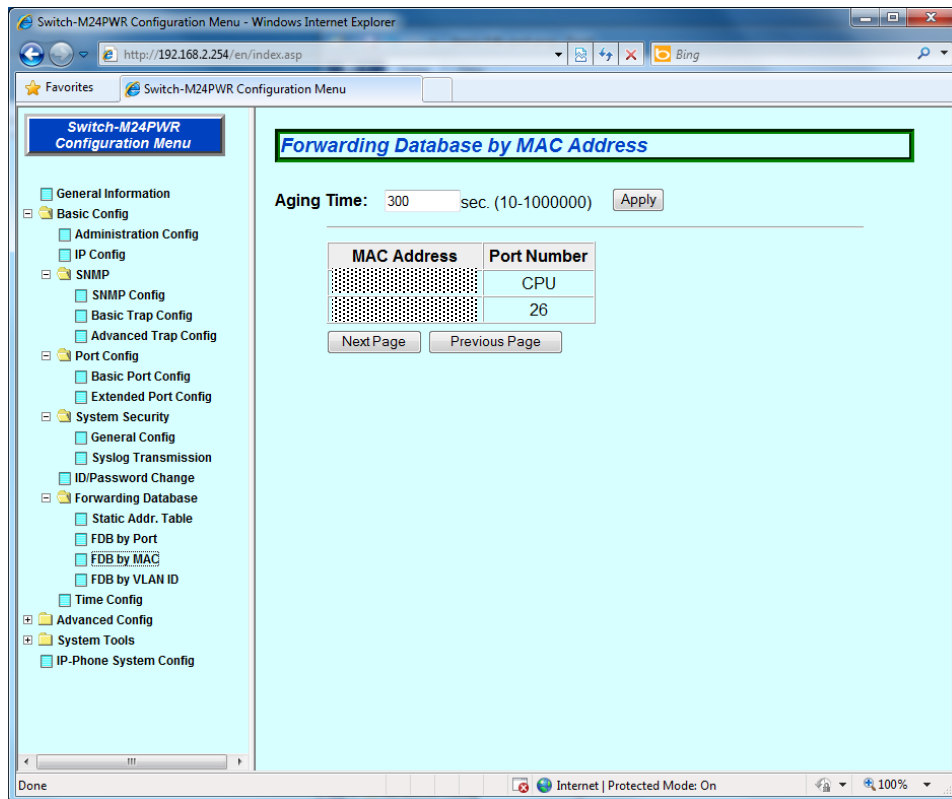 Switch-M24PWR Configuration Menu - Windows Internet Explorer
http://192.168.2.254/en/index.asp
Bing
Favorites
Switch-M24PWR Configuration Menu
Switch-M24PWR
Configuration Menu
General Information
Basic Config
Administration Config
IP Config
SNMP
SNMP Config
Basic Trap Config
Advanced Trap Config
Port Config
Basic Port Config
Extended Port Config
System Security
General Config
Syslog Transmission
ID/Password Change
Forwarding Database
Static Addr. Table
FDB by Port
FDB by MAC
FDB by VLAN ID
Time Config
Advanced Config
System Tools
IP-Phone System Config
Forwarding Database by MAC Address
Aging Time: 300 sec. (10-1000000) Apply
MAC Address Port Number
CPU
26
Next Page Previous Page
Done
Internet | Protected Mode: On
100%